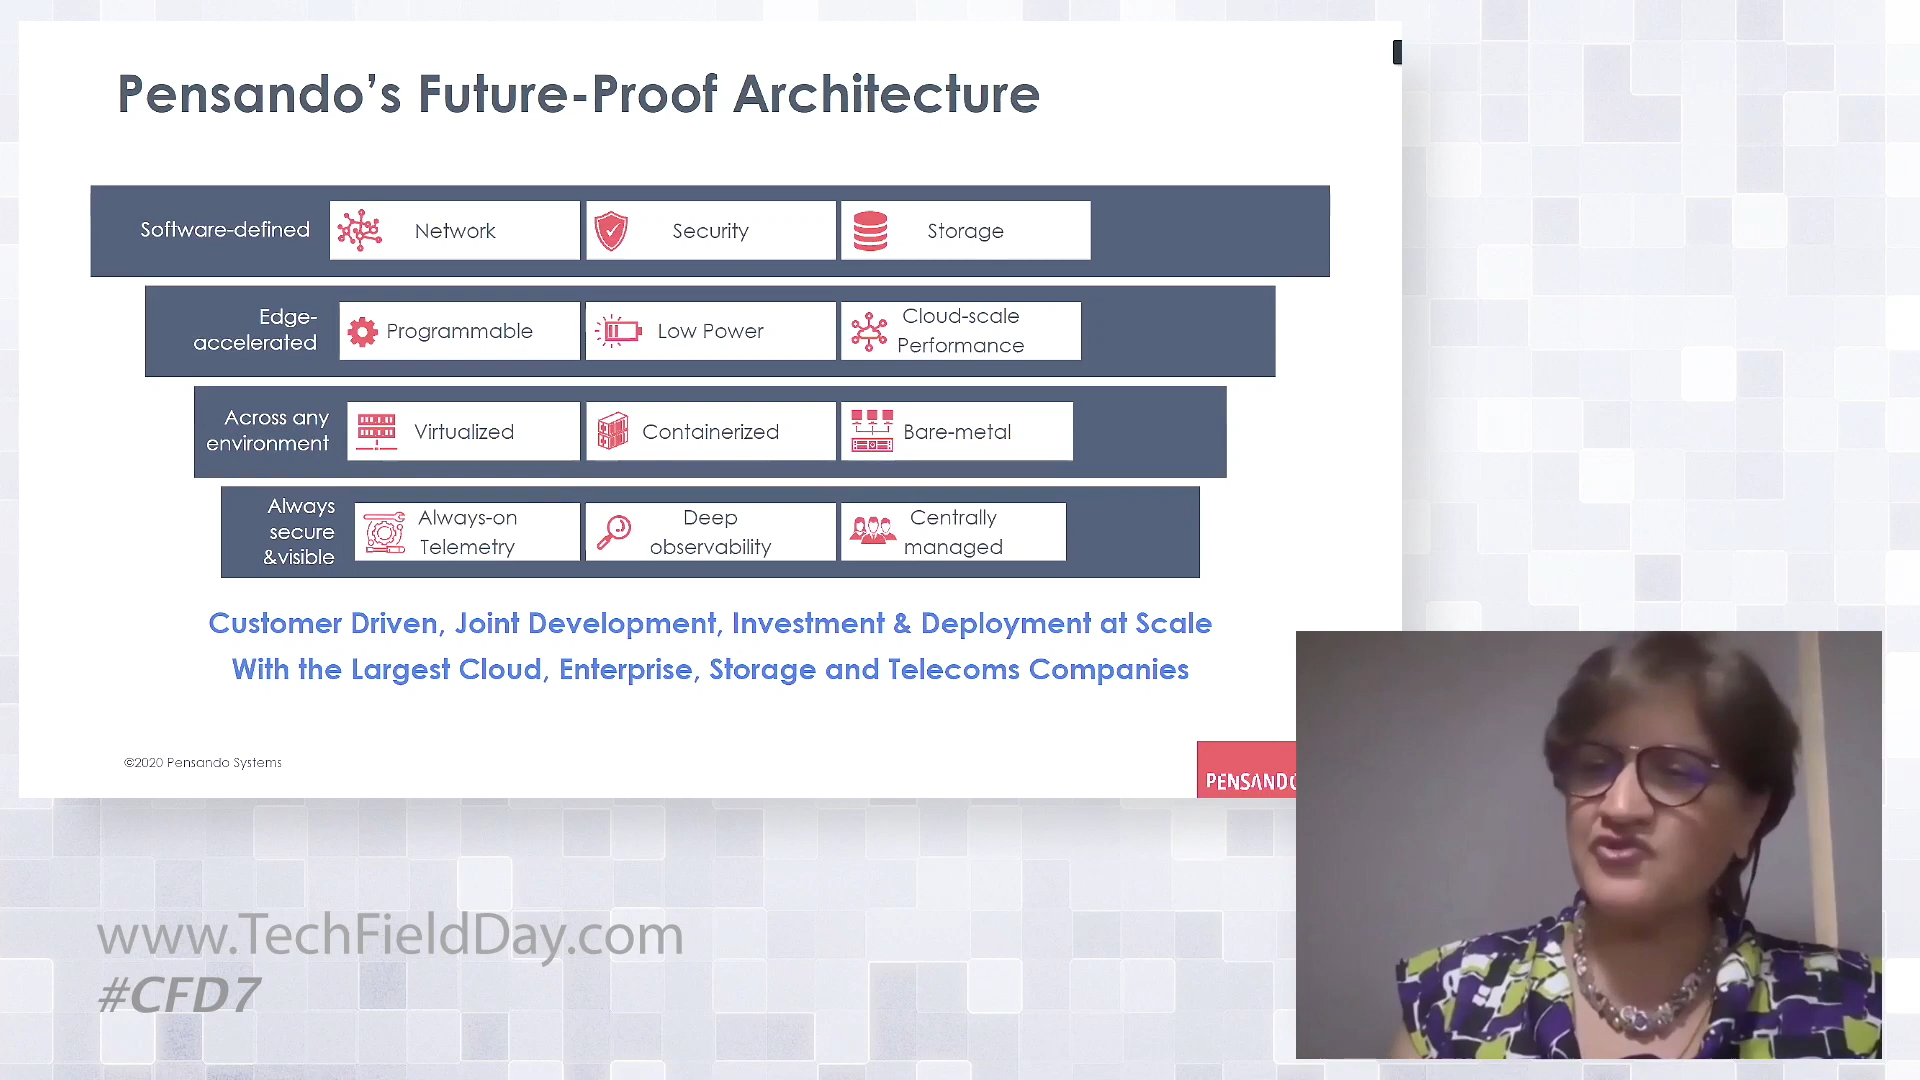 Pensando’s Future-Proof Architecture
Software-defined
Network
Security
Storage
Edge-
accelerated
Programmable
Low Power
Cloud-scale
Performance
Across any
environment
Virtualized
Containerized
Bare-metal
Always
secure
&visible
Always-on
Telemetry
Deep
observability
Centrally
managed
Customer Driven, Joint Development, Investment & Deployment at Scale
With the Largest Cloud, Enterprise, Storage and Telecoms Companies
©2020 Pensando Systems
PENSANDO
www.TechFieldDay.com
#CFD7